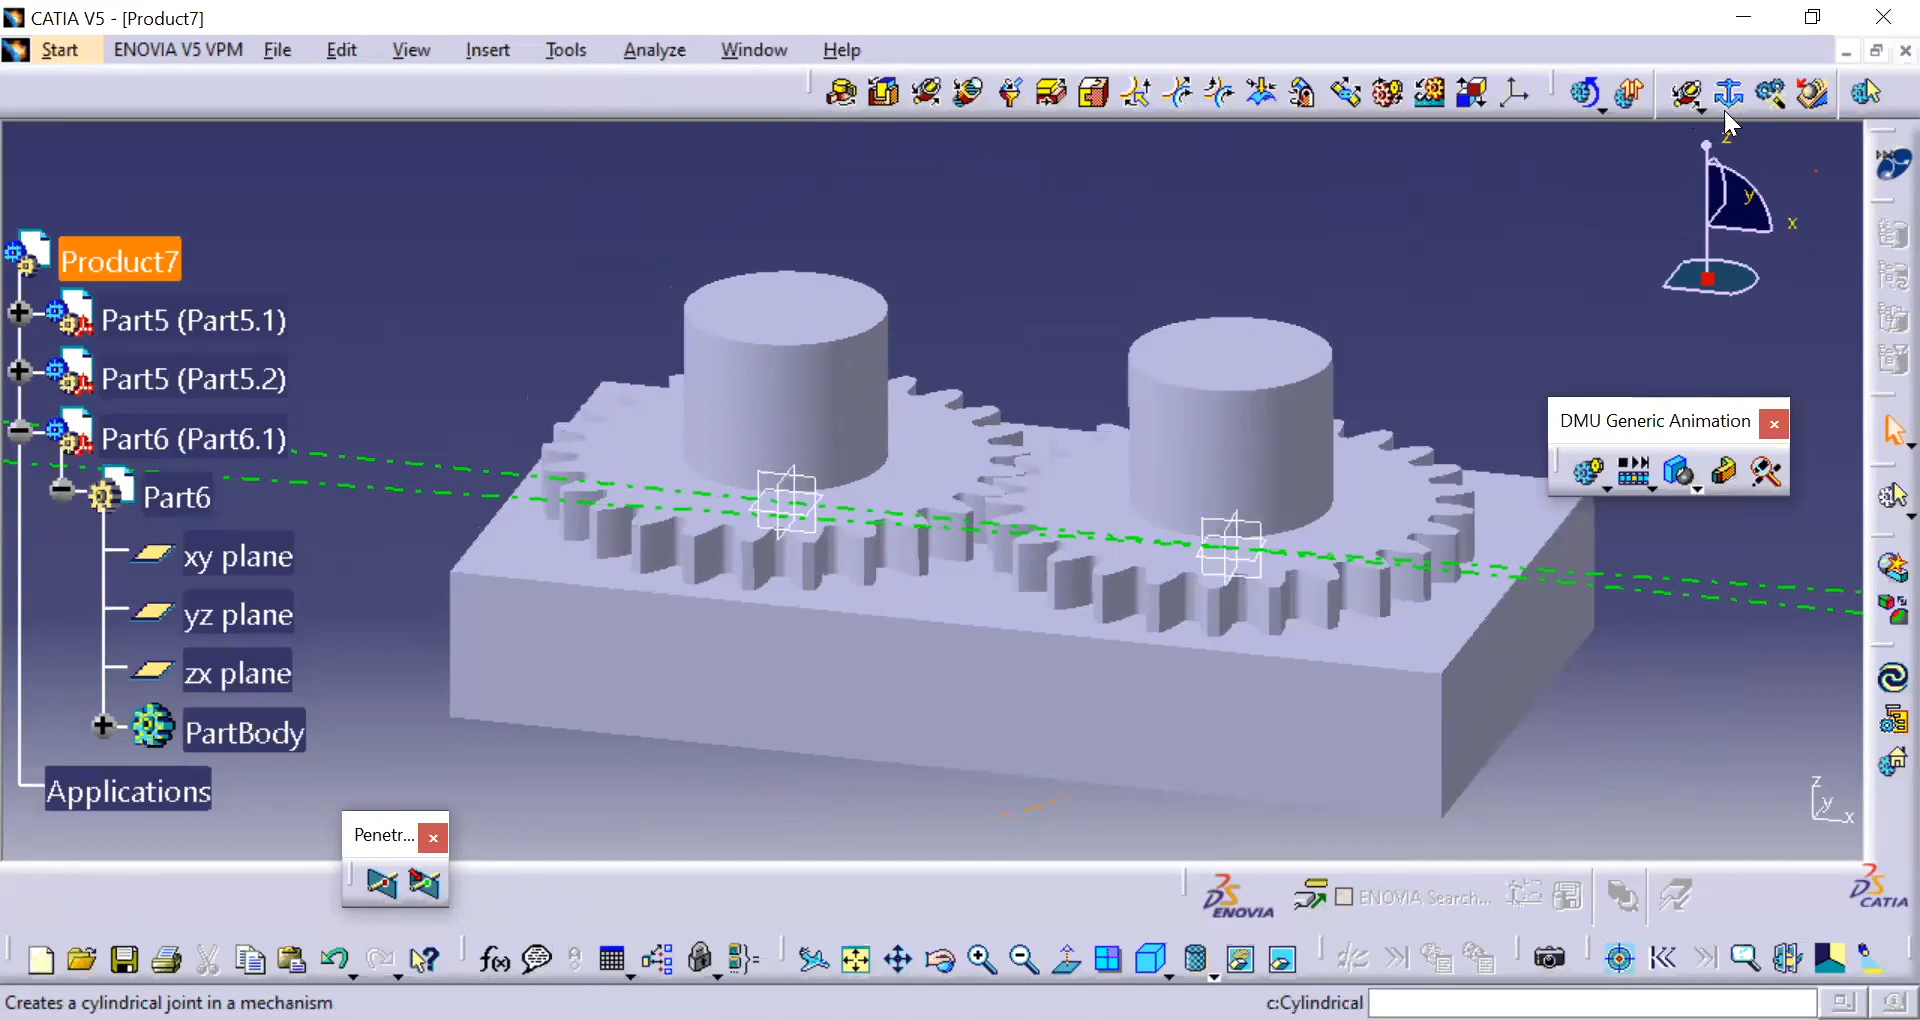 CATIA V5 - [Product7]
Start ENOVIA V5 VPM File Edit View Insert Tools Analyze Window Help
z
y
x
Product7
Part5 (Part5.1)
Part5 (Part5.2)
DMU Generic Animation
Part6 (Part6.1)
Part6
xy plane
yz plane
zx plane
PartBody
Applications
z
y
x
Penetr...
ENOVIA
ENOVIA Search...
CATIA
f(x)
Creates a cylindrical joint in a mechanism
c:Cylindrical